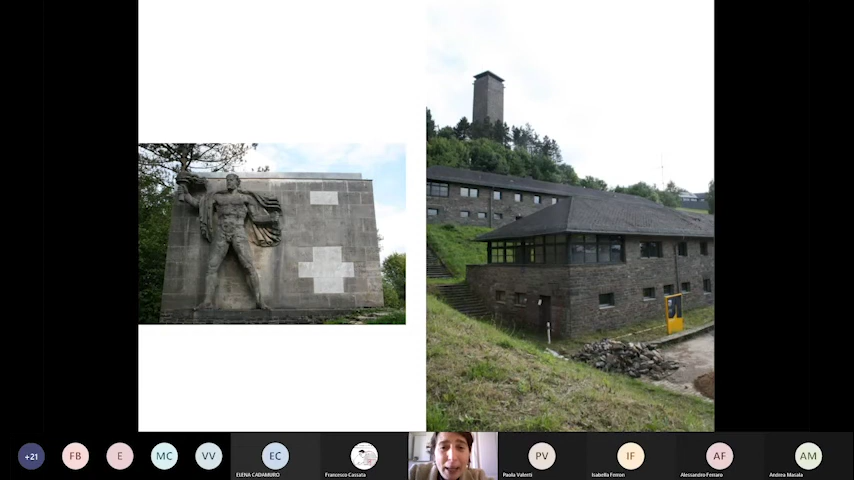 +21
FB
E
MC
VV
EC
ELENA CADAMURO
Francesco Cassata
PV
Paola Valenti
IF
Isabella Ferron
AF
Alessandro Ferraro
AM
Andrea Masala